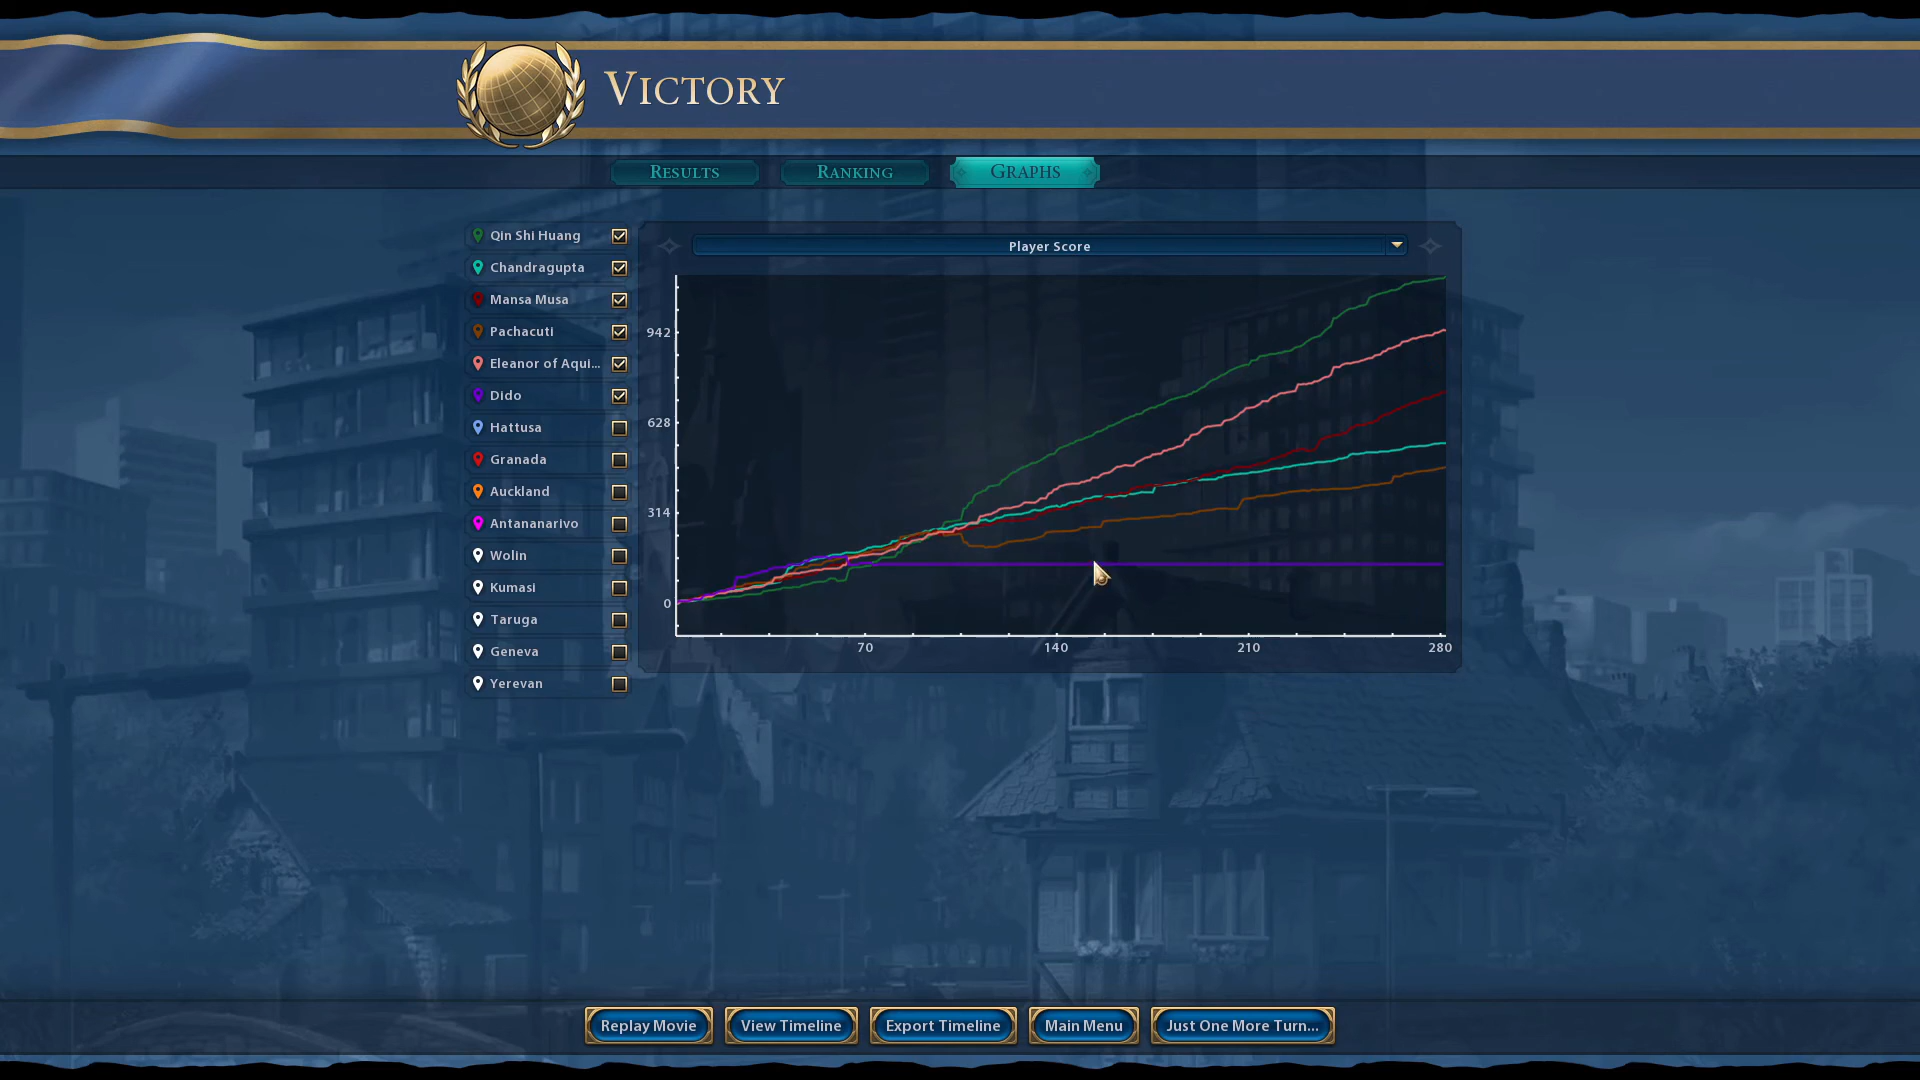 Victory
Results
Ranking
Graphs
Qin Shi Huang
Chandragupta
Mansa Musa
Pachacuti
Eleanor of Aqui...
Dido
Hattusa
Granada
Auckland
Antananarivo
Wolin
Kumasi
Taruga
Geneva
Yerevan
Player Score
942
628
314
0
70 140 210 280
Replay Movie
View Timeline
Export Timeline
Main Menu
Just One More Turn...